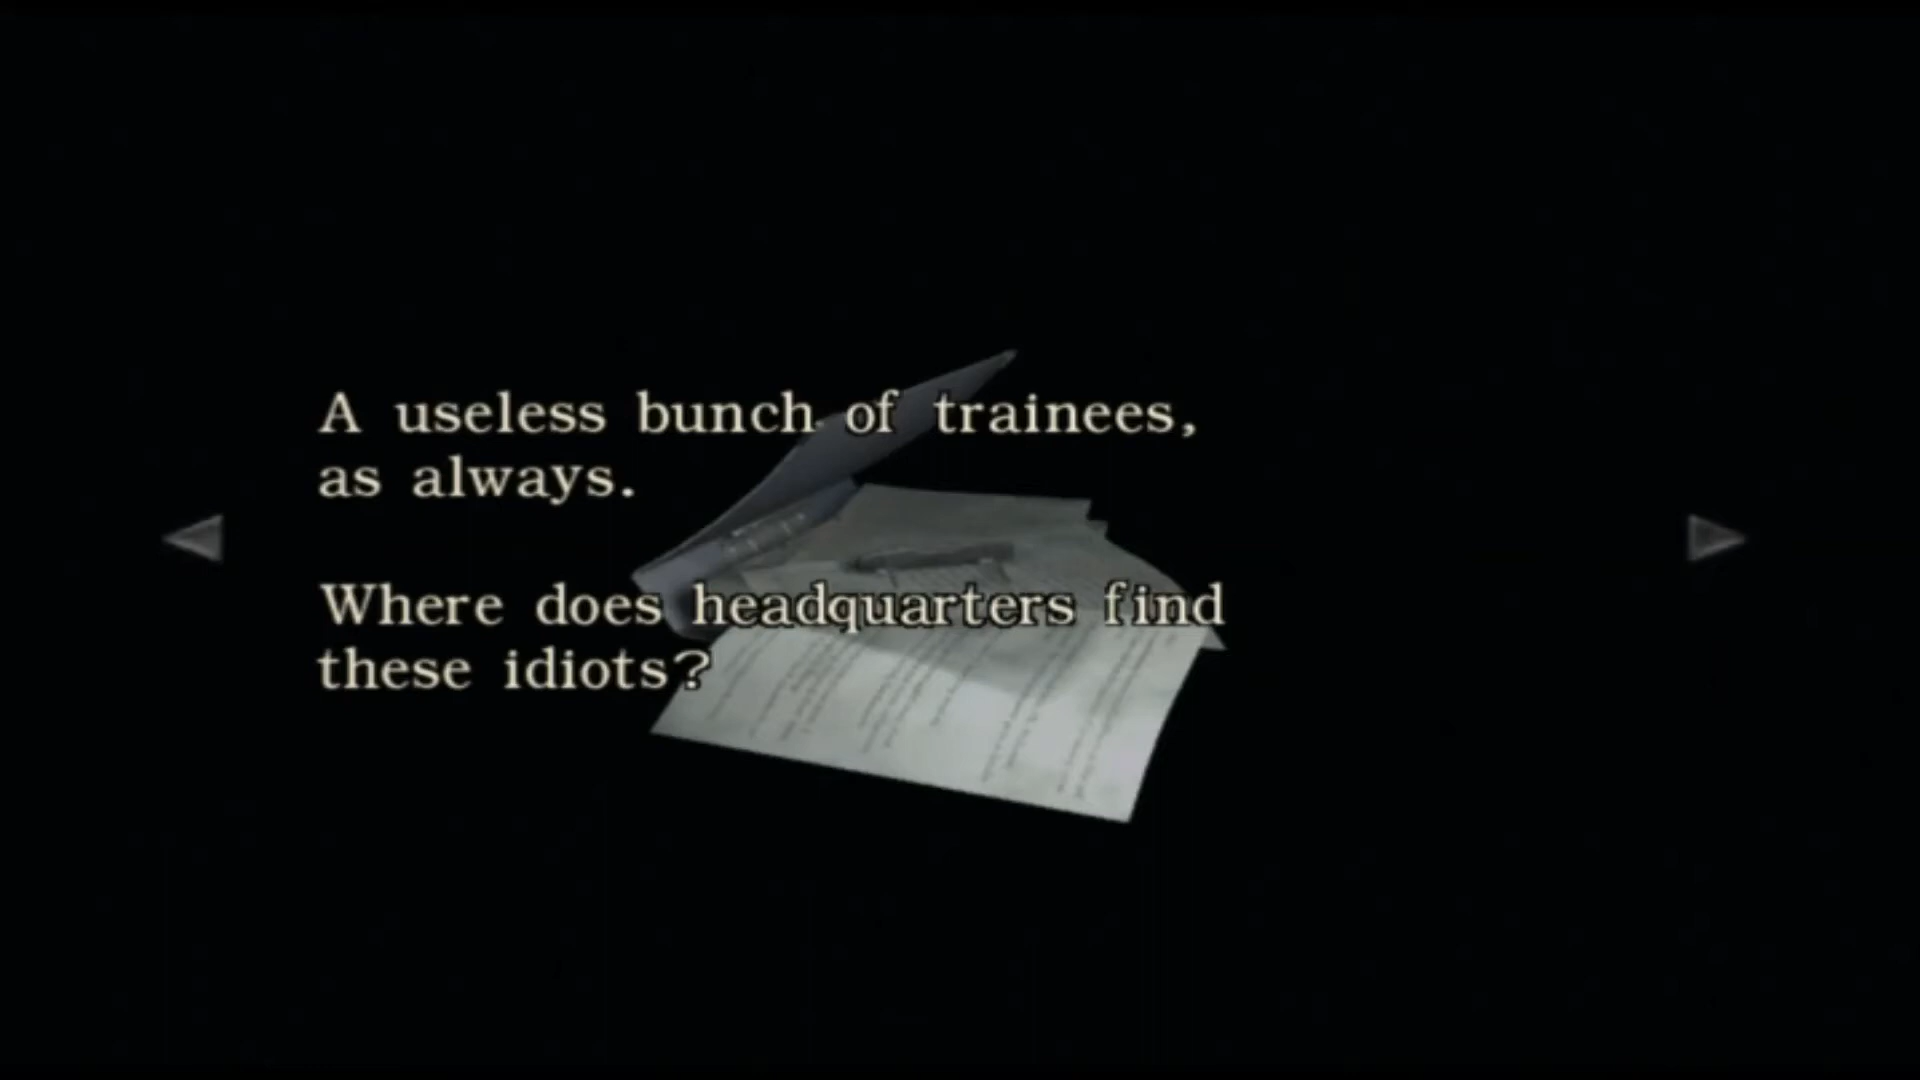 A useless bunch of trainees,
as always.
Where does headquarters find
these idiots?